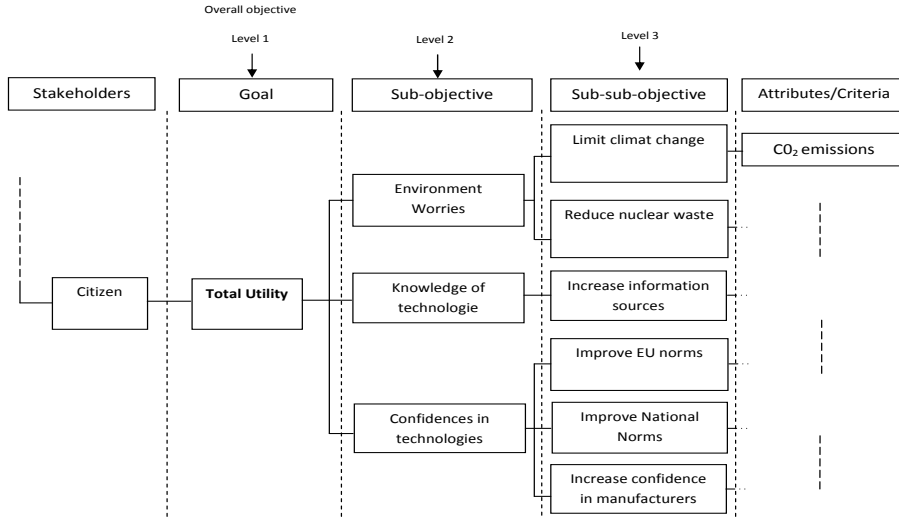 Overall objective
Level 1
Level 2
Level 3
Stakeholders
Goal
Sub-objective
Sub-sub-objective
Attributes/Criteria
Limit climat change
C0₂ emissions
Environment
Worries
Reduce nuclear waste
Citizen
Total Utility
Knowledge of
technologie
Increase information
sources
Improve EU norms
Confidences in
technologies
Improve National
Norms
Increase confidence
in manufacturers